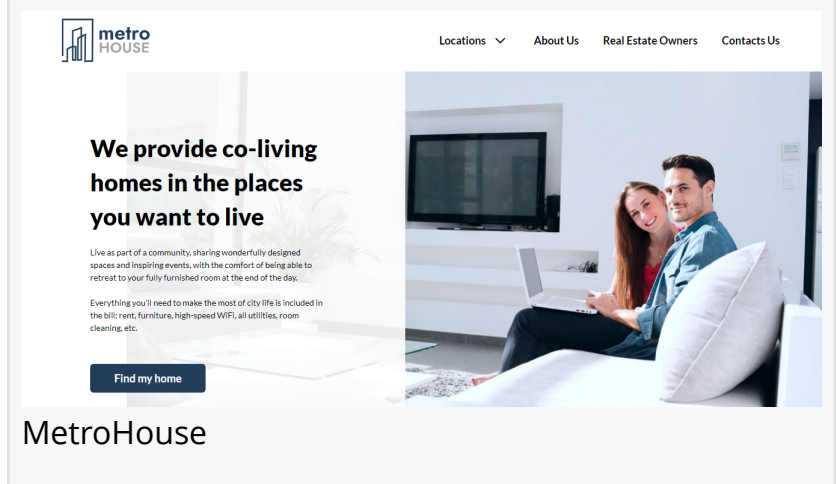 metro
HOUSE
Locations
About Us
Real Estate Owners
Contacts Us
We provide co-living
homes in the places
you want to live
Live as part of a community, sharing wonderfully designed
spaces and inspiring events, with the comfort of being able to
retreat to your fully furnished room at the end of the day.
Everything you'll need to make the most of city life is included in
the bill; rent, furniture, high-speed WiFi, all utilities, room
cleaning, etc.
Find my home
MetroHouse